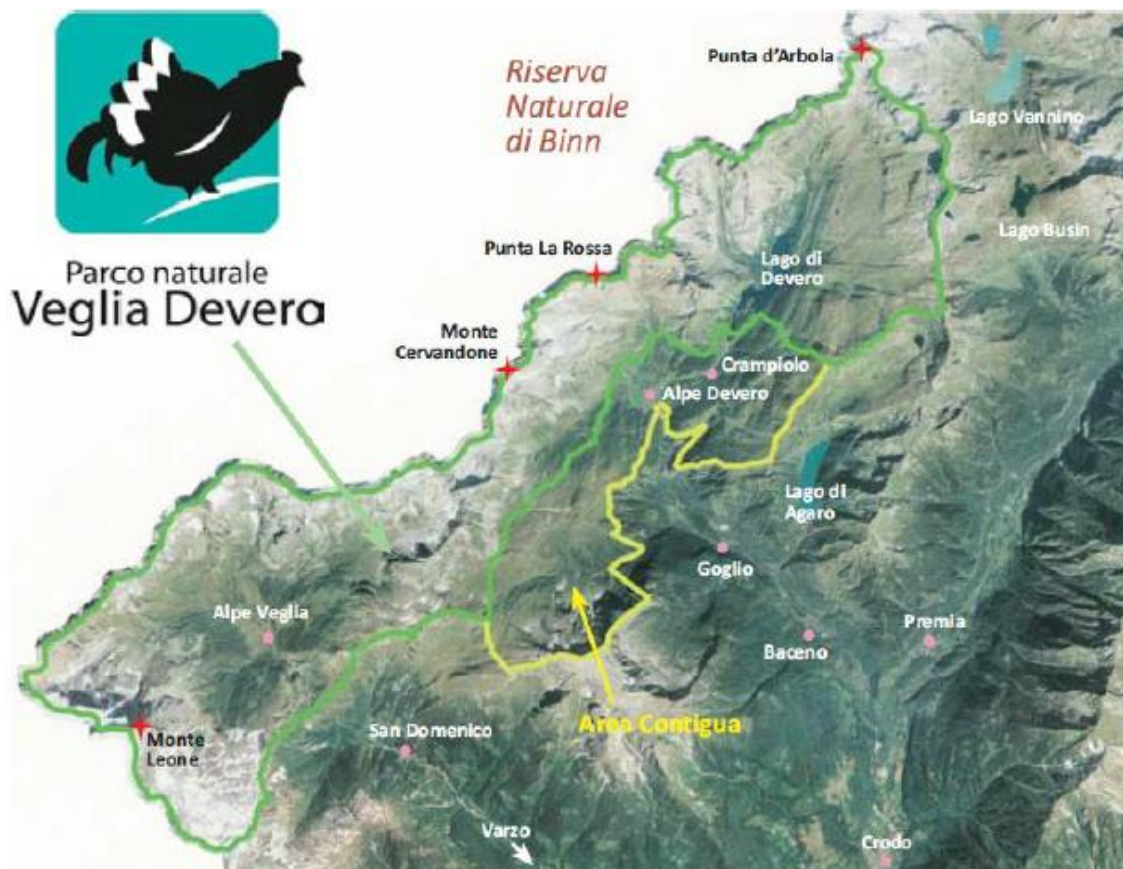 Punta d'Arbola
Riserva
Naturale
di Binn
Lago Vannino
Lago Busin
Parco naturale
Veglia Devero
Punta La Rossa
Lago di
Devero
Monte
Cervandone
Crampiolo
Alpe Devero
Lago di
Agaro
Goglio
Alpe Veglia
Premia
Baceno
Area Contigua
San Domenico
Monte
Leone
Varzo
Crodo